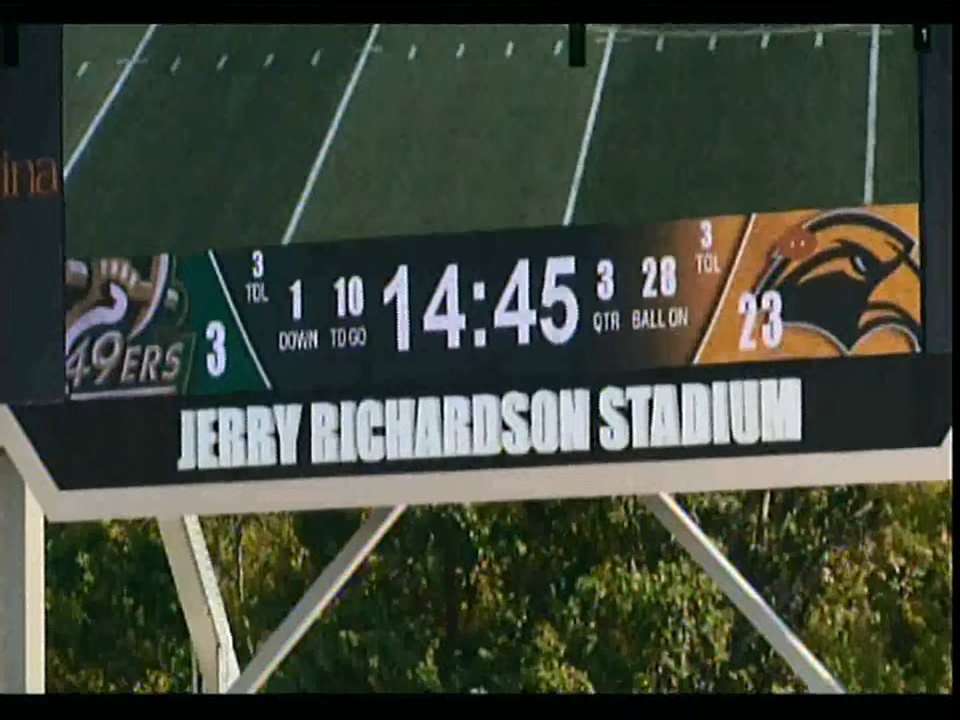 ina
3
TOL
1
DOWN
10
TO GO
14:45
3
QTR
28
BALL ON
3
TOL
49ERS
3
23
JERRY RICHARDSON STADIUM